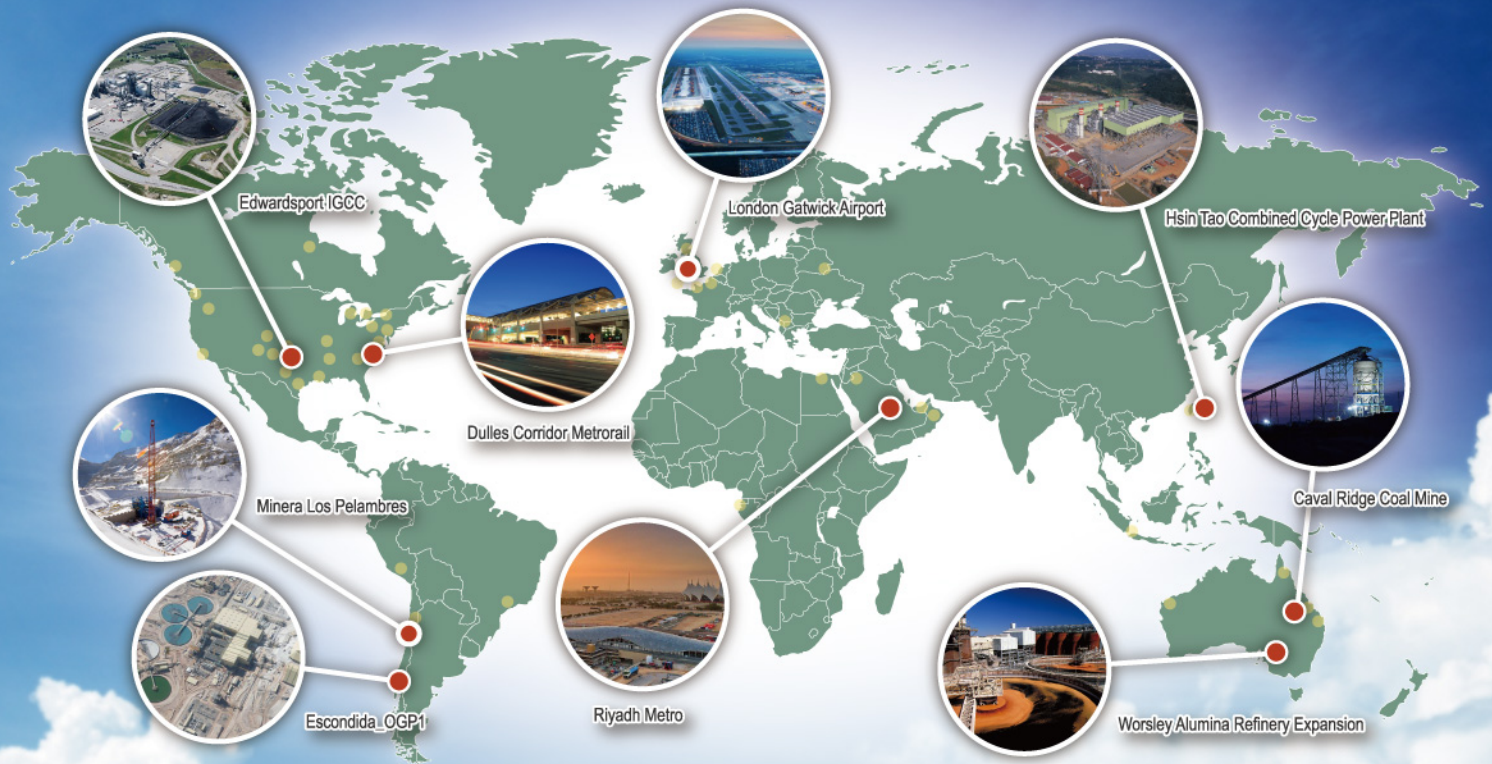 Edwardsport IGCC
London Gatwick Airport
Hsin Tao Combined Cycle Power Plant
Dulles Corridor Metrorail
Minera Los Pelambres
Caval Ridge Coal Mine
Escondida_OGP1
Riyadh Metro
Worsley Alumina Refinery Expansion